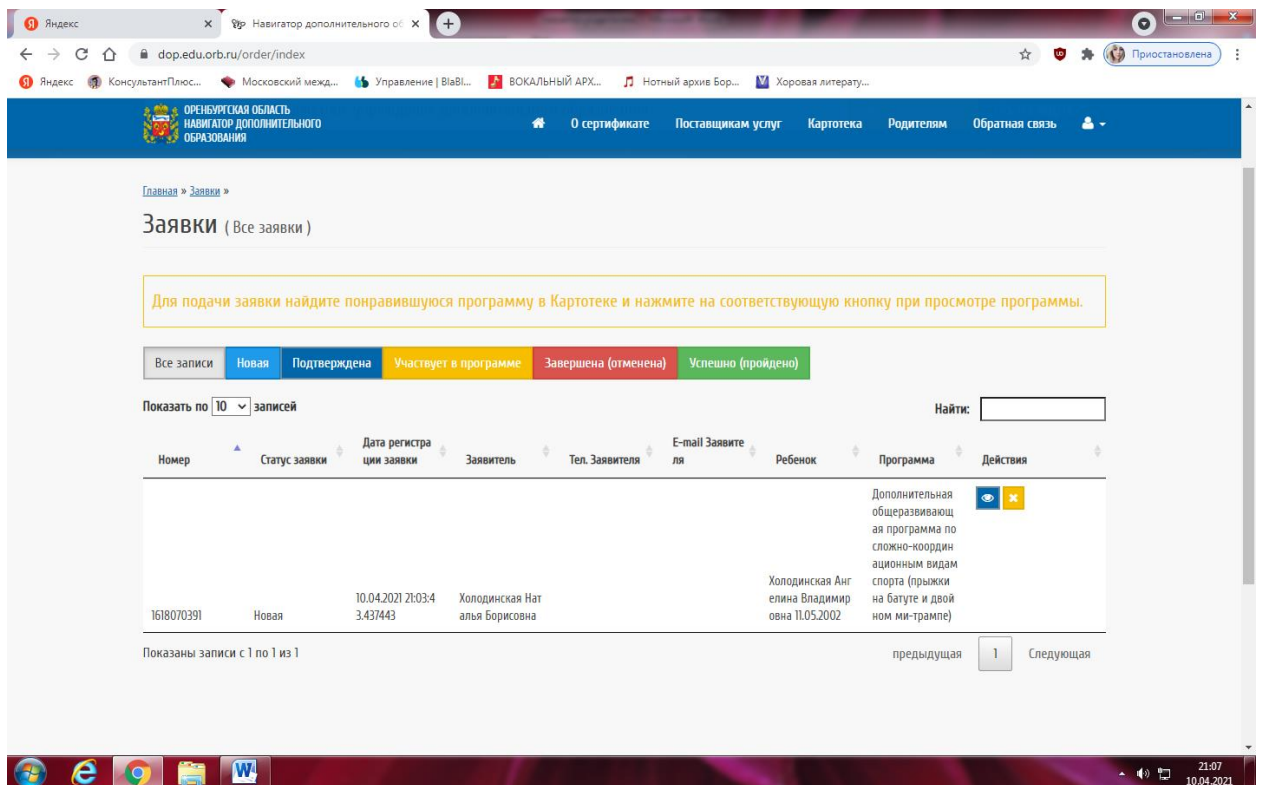 Яндекс
Навигатор дополнительного об
dop.edu.orb.ru/order/index
Приостановлена
Яндекс КонсультантПлюс... Московский межд... Управление | BlaBl... ВОКАЛЬНЫЙ АРХ... Нотный архив Бор... Хоровая литерату...
ОРЕНБУРГСКАЯ ОБЛАСТЬ
НАВИГАТОР ДОПОЛНИТЕЛЬНОГО
ОБРАЗОВАНИЯ
О сертификате Поставщикам услуг Картотека Родителям Обратная связь
Главная » Заявки »
Заявки ( Все заявки )
Для подачи заявки найдите понравившуюся программу в Картотеке и нажмите на соответствующую кнопку при просмотре программы.
Все записи Новая Подтверждена Участвует в программе Завершена (отменена) Успешно (пройдено)
Показать по 10 записей
Найти:
Номер
Статус заявки
Дата регистра
ции заявки
Заявитель
Тел. Заявителя
E-mail Заявите
ля
Ребенок
Программа
Действия
1618070391
Новая
10.04.2021 21:03:4
3.437443
Холодинская Нат
алья Борисовна
Холодинская Анг
елина Владимир
овна 11.05.2002
Дополнительная
общеразвивающ
ая программа по
сложно-координ
ационным видам
спорта (прыжки
на батуте и двой
ном ми-трампе)
Показаны записи с 1 по 1 из 1
предыдущая 1 Следующая
21:07
10.04.2021